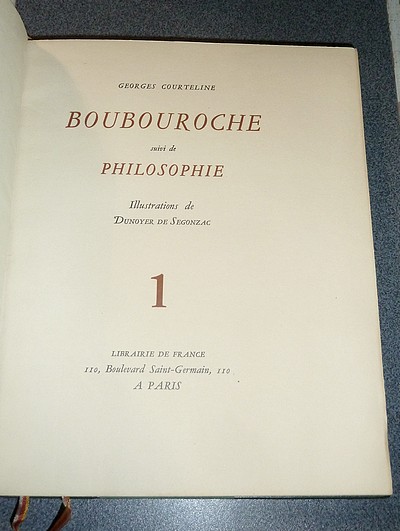 GEORGES COURTELINE
BOUBOUROCHE
suivi de
PHILOSOPHIE
Illustrations de
DUNOYER DE SEGONZAC
1
LIBRAIRIE DE FRANCE
110, Boulevard Saint-Germain, 110
A PARIS